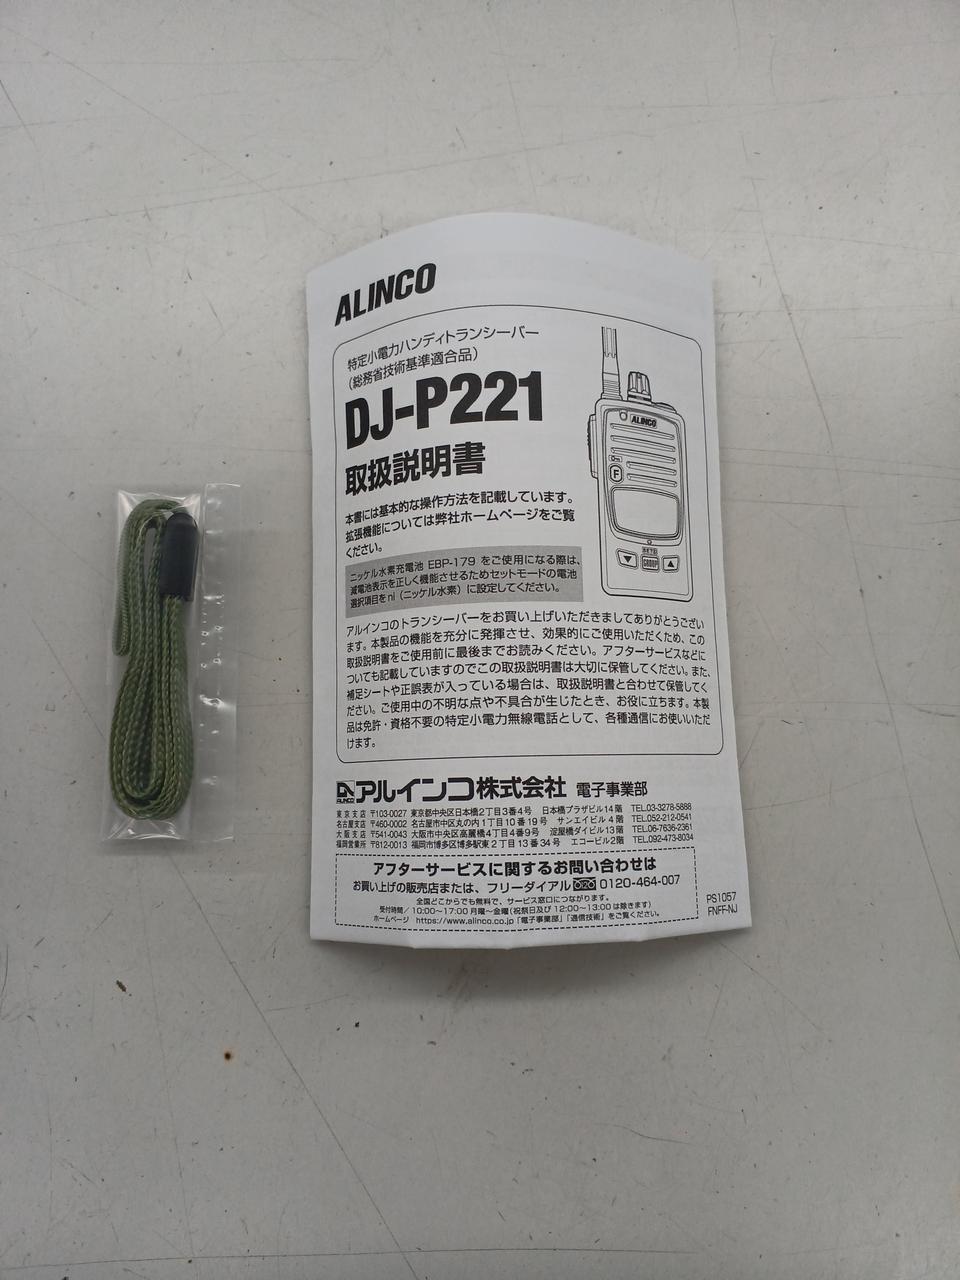 ALINCO
特定小電力ハンディトランシーバー
(総務省技術基準適合品)
DJ-P221
取扱説明書
本書には基本的な操作方法を記載しています。
拡張機能については弊社ホームページをご覧
ください。
ニッケル水素充電池 EBP-179 をご使用になる際は、
減電池表示を正しく機能させるためセットモードの電池
選択項目をni（ニッケル水素）に設定してください。
ALINCO
F
GROUP
アルインコのトランシーバーをお買い上げいただきましてありがとうござい
ます。本製品の機能を充分に発揮させ、効果的にご使用いただくため、この
取扱説明書をご使用前に最後までお読みください。アフターサービスなどに
ついても記載していますのでこの取扱説明書は大切に保管してください。また、
補足シートや正誤表が入っている場合は、取扱説明書と合わせて保管してく
ださい。ご使用中の不明な点や不具合が生じたとき、お役に立ちます。本製
品は免許・資格不要の特定小電力無線電話として、各種通信にお使いいただ
けます。
ALINCO アルインコ株式会社 電子事業部
東京支店 〒103-0027 東京都中央区日本橋2丁目3番4号 日本橋プラザビル14階 TEL.03-3278-5888
名古屋支店 〒460-0002 名古屋市中区丸の内1丁目10番19号 サンエイビル4階 TEL.052-212-0541
大阪支店 〒541-0043 大阪市中央区高麗橋4丁目4番9号 淀屋橋ダイビル13階 TEL.06-7636-2361
福岡営業所 〒812-0013 福岡市博多区博多駅東2丁目13番34号 エコービル2階 TEL.092-473-8034
アフターサービスに関するお問い合わせは
お買い上げの販売店または、フリーダイアル 0120-464-007
全国どこからでも無料で、サービス窓口につながります。
受付時間／10:00〜17:00 月曜〜金曜（祝祭日及び12:00〜13:00は除きます）
ホームページ https://www.alinco.co.jp「電子事業部」「通信技術」をご覧ください。
PS1057
FNFF-NJ